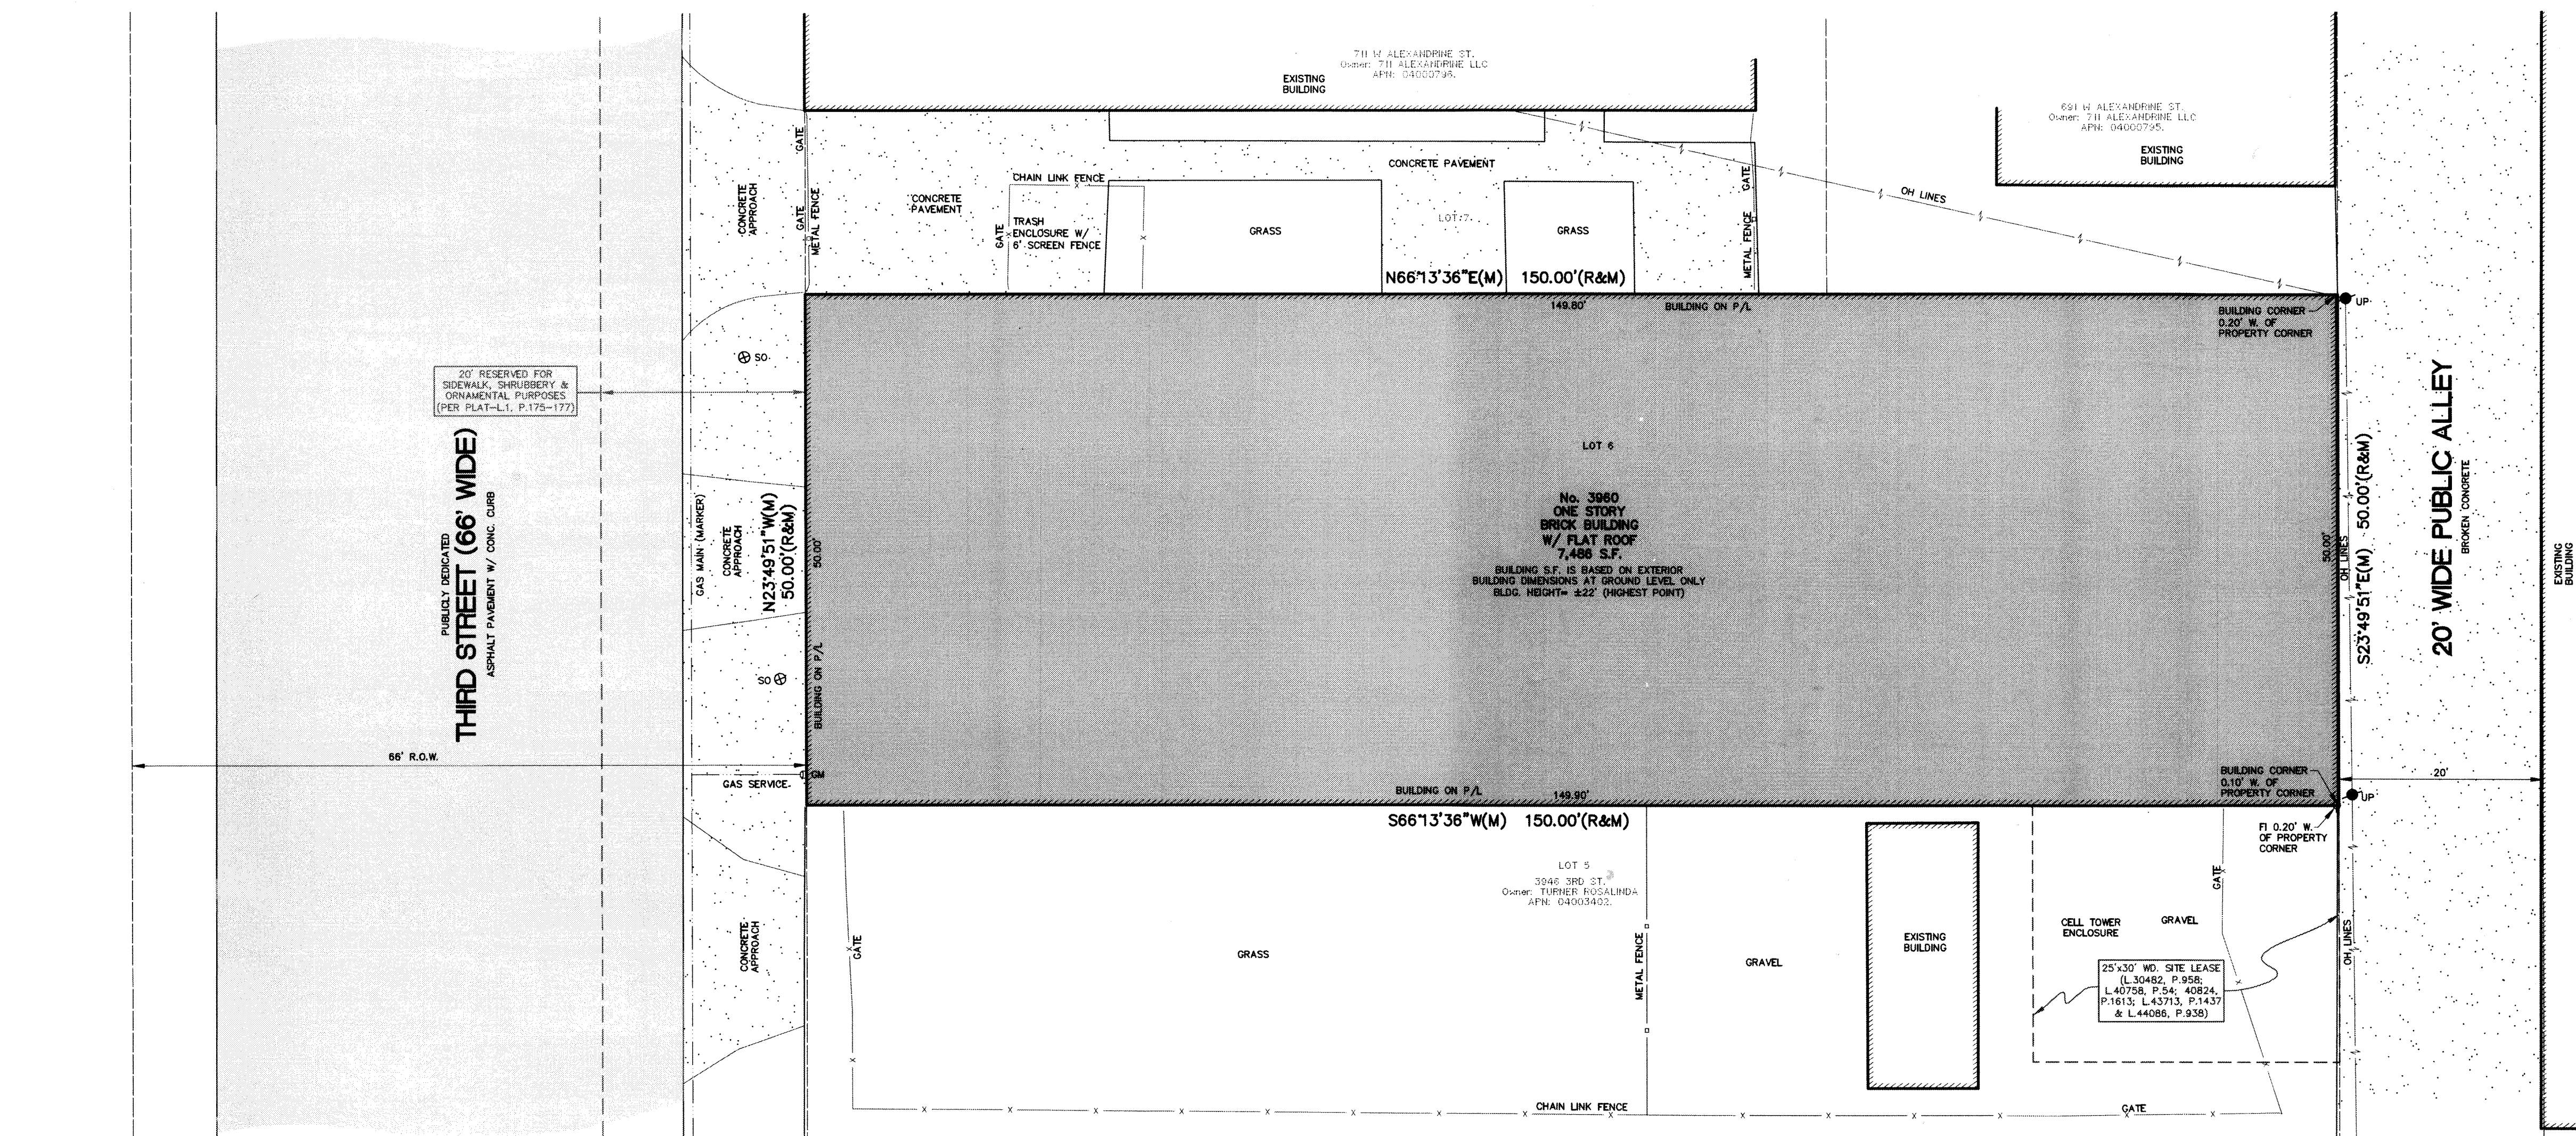 711 W ALEXANDRINE ST.
Owner: 711 ALEXANDRINE LLC
APN: 04000796.
EXISTING
BUILDING
691 W ALEXANDRINE ST.
Owner: 711 ALEXANDRINE LLC
APN: 04000795.
EXISTING
BUILDING
GATE
CONCRETE
APPROACH
GATE
METAL FENCE
CONCRETE
PAVEMENT
CHAIN LINK FENCE
GATE
TRASH
ENCLOSURE W/
6' SCREEN FENCE
GRASS
CONCRETE PAVEMENT
LOT 7
GRASS
GATE
METAL FENCE
OH LINES
N66°13'36"E(M) 150.00'(R&M)
149.80'
BUILDING ON P/L
BUILDING CORNER
0.20' W. OF
PROPERTY CORNER
UP
SO
20' RESERVED FOR
SIDEWALK, SHRUBBERY &
ORNAMENTAL PURPOSES
(PER PLAT-L.1, P.175-177)
PUBLICLY DEDICATED
THIRD STREET (66' WIDE)
ASPHALT PAVEMENT W/ CONC. CURB
66' R.O.W.
GAS MAIN (MARKER)
CONCRETE
APPROACH
N23°49'51"W(M)
50.00'(R&M)
50.00'
BUILDING ON P/L
SO
GM
GAS SERVICE
LOT 6
No. 3960
ONE STORY
BRICK BUILDING
W/ FLAT ROOF
7,486 S.F.
BUILDING S.F. IS BASED ON EXTERIOR
BUILDING DIMENSIONS AT GROUND LEVEL ONLY
BLDG. HEIGHT= ±22' (HIGHEST POINT)
50.00'
OH LINES
S23°49'51"E(M) 50.00'(R&M)
20' WIDE PUBLIC ALLEY
BROKEN CONCRETE
EXISTING
BUILDING
20'
BUILDING CORNER
0.10' W. OF
PROPERTY CORNER
UP
BUILDING ON P/L
149.90'
S66°13'36"W(M) 150.00'(R&M)
FI 0.20' W.
OF PROPERTY
CORNER
LOT 5
3946 3RD ST.
Owner: TURNER ROSALINDA
APN: 04003402.
CONCRETE
APPROACH
GATE
GRASS
METAL FENCE
GRAVEL
EXISTING
BUILDING
CELL TOWER
ENCLOSURE
GRAVEL
GATE
OH LINES
25'x30' WD. SITE LEASE
(L.30482, P.958;
L.40758, P.54; 40824,
P.1613; L.43713, P.1437
& L.44086, P.938)
CHAIN LINK FENCE
GATE